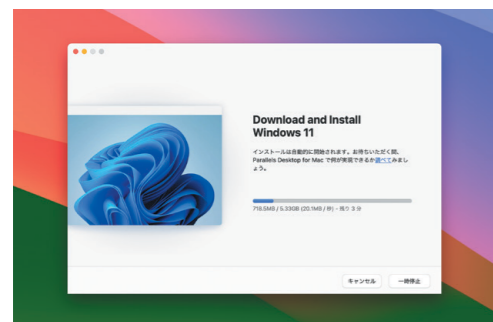 Download and Install
Windows 11
インストールは自動的に開始されます。お待ちいただく間、
Parallels Desktop for Mac で何が実現できるか調べてみまし
ょう。
719.5MB / 5.33GB (20.1MB / 秒) - 残り 3 分
キャンセル
一時停止